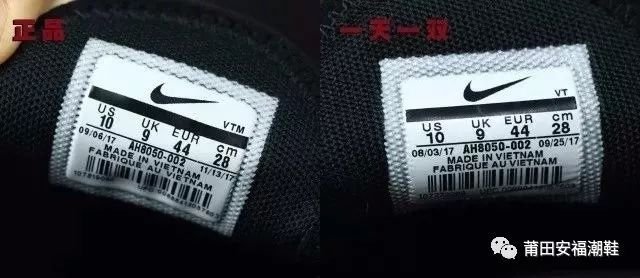 正品
VTM
US UK EUR cm
10 9 44 28
09/06/17 AH8050-002 11/13/17
MADE IN VIETNAM
FABRIQUE AU VIETNAM
一天一双
VT
US UK EUR cm
10 9 44 28
08/03/17 AH8050-002 09/25/17
MADE IN VIETNAM
FABRIQUE AU VIETNAM
莆田安福潮鞋